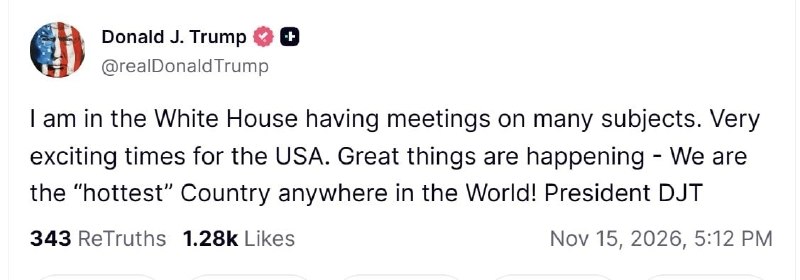 Donald J. Trump
@realDonaldTrump
I am in the White House having meetings on many subjects. Very
exciting times for the USA. Great things are happening - We are
the “hottest” Country anywhere in the World! President DJT
343 ReTruths 1.28k Likes Nov 15, 2026, 5:12 PM